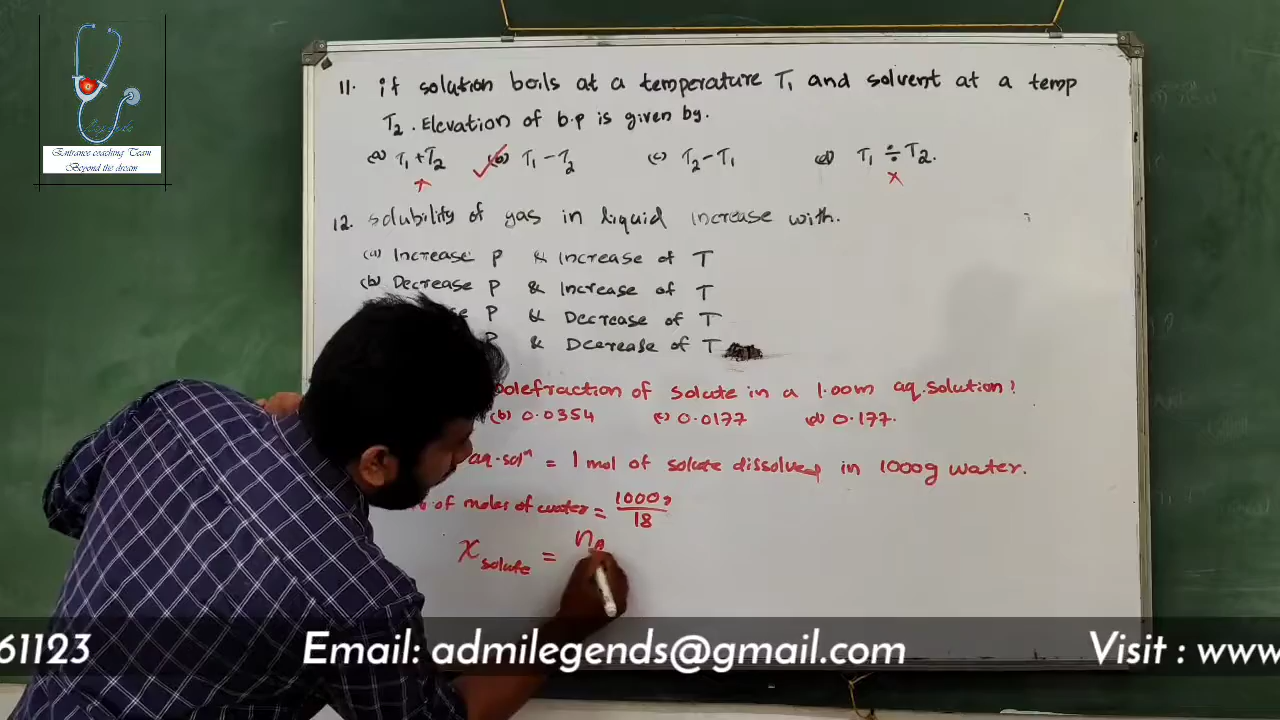 11. if solution boils at a temperature T₁ and solvent at a temp
T₂. Elevation of b.p is given by.
(a) T₁ + T₂ (b) T₁ - T₂ (c) T₂ - T₁ (d) T₁ ÷ T₂.
12. Solubility of gas in liquid increase with.
(a) Increase P & increase of T
(b) Decrease P & Increase of T
P & Decrease of T
P & Decrease of T
molefraction of solute in a 1.00m aq.solution?
(b) 0.0354 (c) 0.0177 (d) 0.177.
aq.solⁿ = 1 mol of solute dissolved in 1000g water.
of moles of water = 1000g / 18
x solute = n
Entrance coaching Team
Beyond the dream
61123 Email: admilegends@gmail.com Visit : www